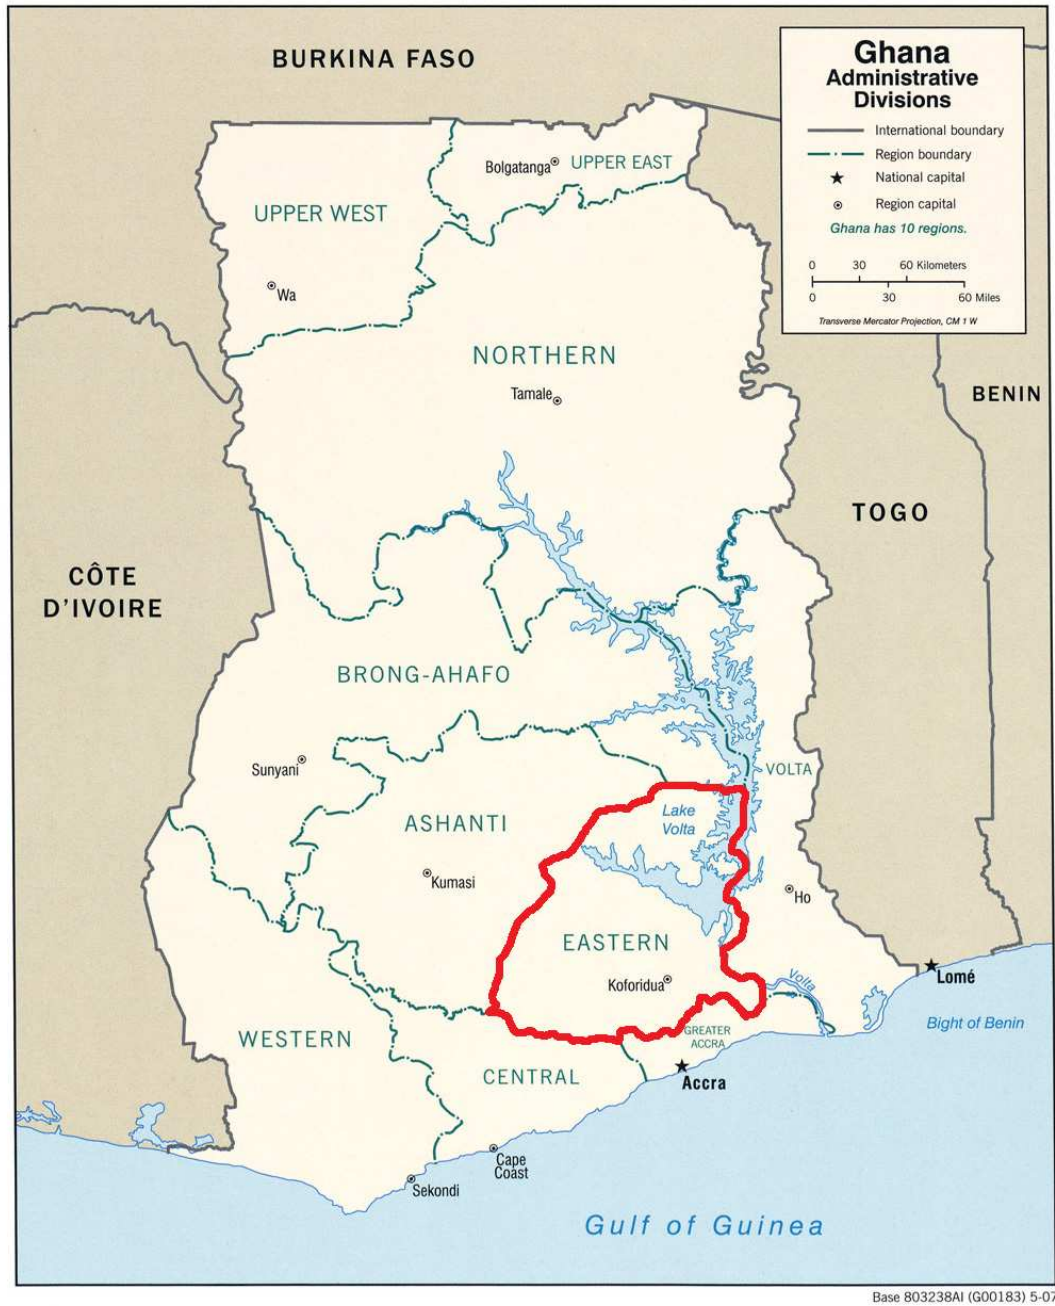 BURKINA FASO
Ghana
Administrative
Divisions
International boundary
Region boundary
National capital
Region capital
Ghana has 10 regions.
0 30 60 Kilometers
0 30 60 Miles
Transverse Mercator Projection, CM 1 W
Bolgatanga
UPPER EAST
UPPER WEST
Wa
NORTHERN
Tamale
BENIN
TOGO
CÔTE
D'IVOIRE
BRONG-AHAFO
Sunyani
VOLTA
Lake
Volta
ASHANTI
Kumasi
Ho
EASTERN
Koforidua
Volta
Lomé
Bight of Benin
GREATER
ACCRA
WESTERN
CENTRAL
Accra
Cape
Coast
Sekondi
Gulf of Guinea
Base 803238AI (G00183) 5-07